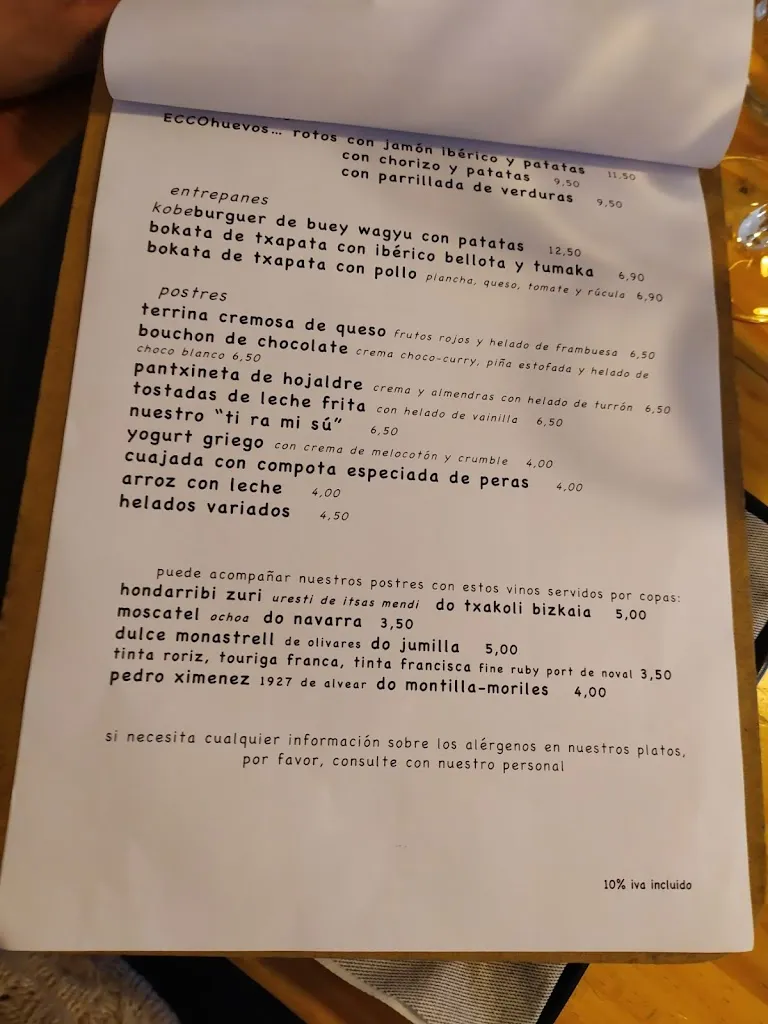 ECCOhuevos... rotos con jamón ibérico y patatas 11,50
con chorizo y patatas 9,50
con parrillada de verduras 9,50
entrepanes
kobeburguer de buey wagyu con patatas 12,50
bokata de txapata con ibérico bellota y tumaka 6,90
bokata de txapata con pollo plancha, queso, tomate y rúcula 6,90
postres
terrina cremosa de queso frutos rojos y helado de frambuesa 6,50
bouchon de chocolate crema choco-curry, piña estofada y helado de
choco blanco 6,50
pantxineta de hojaldre crema y almendras con helado de turrón 6,50
tostadas de leche frita con helado de vainilla 6,50
nuestro "ti ra mi sú" 6,50
yogurt griego con crema de melocotón y crumble 4,00
cuajada con compota especiada de peras 4,00
arroz con leche 4,00
helados variados 4,50
puede acompañar nuestros postres con estos vinos servidos por copas:
hondarribi zuri uresti de itsas mendi do txakoli bizkaia 5,00
moscatel ochoa do navarra 3,50
dulce monastrell de olivares do jumilla 5,00
tinta roriz, touriga franca, tinta francisca fine ruby port de noval 3,50
pedro ximenez 1927 de alvear do montilla-moriles 4,00
si necesita cualquier información sobre los alérgenos en nuestros platos,
por favor, consulte con nuestro personal
10% iva incluido